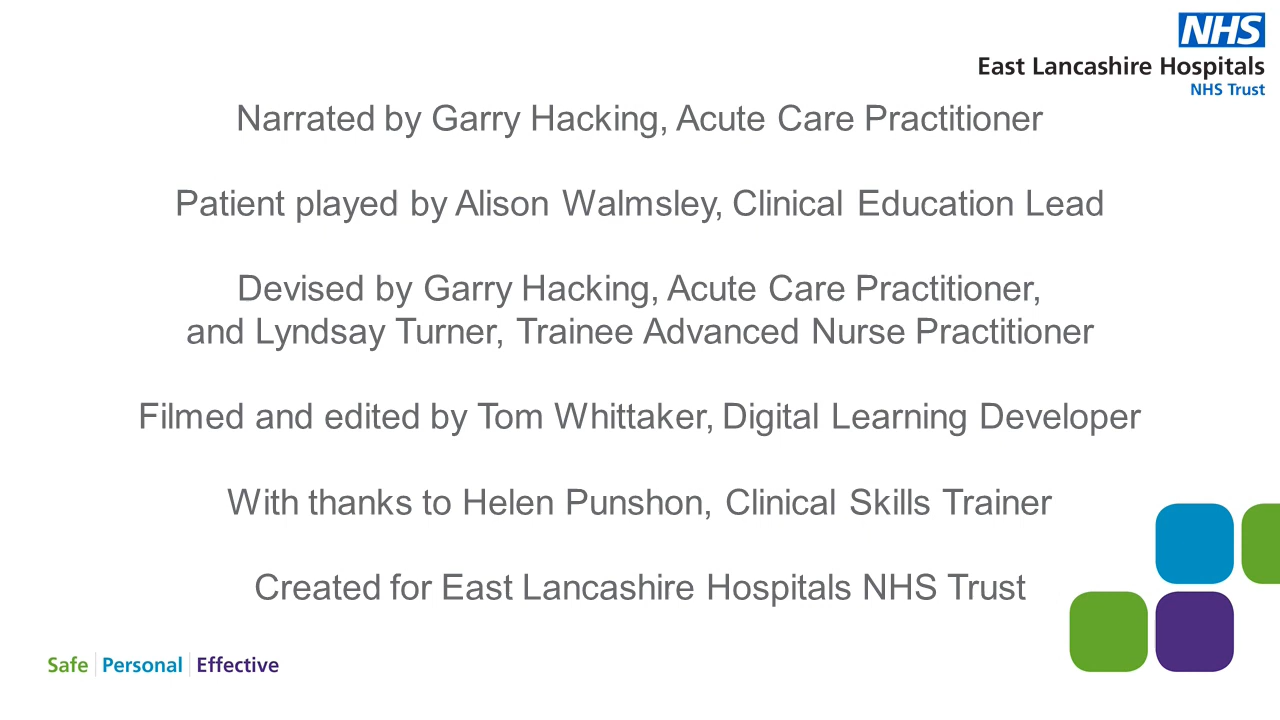 NHS
East Lancashire Hospitals
NHS Trust
Narrated by Garry Hacking, Acute Care Practitioner
Patient played by Alison Walmsley, Clinical Education Lead
Devised by Garry Hacking, Acute Care Practitioner,
and Lyndsay Turner, Trainee Advanced Nurse Practitioner
Filmed and edited by Tom Whittaker, Digital Learning Developer
With thanks to Helen Punshon, Clinical Skills Trainer
Created for East Lancashire Hospitals NHS Trust
Safe | Personal | Effective